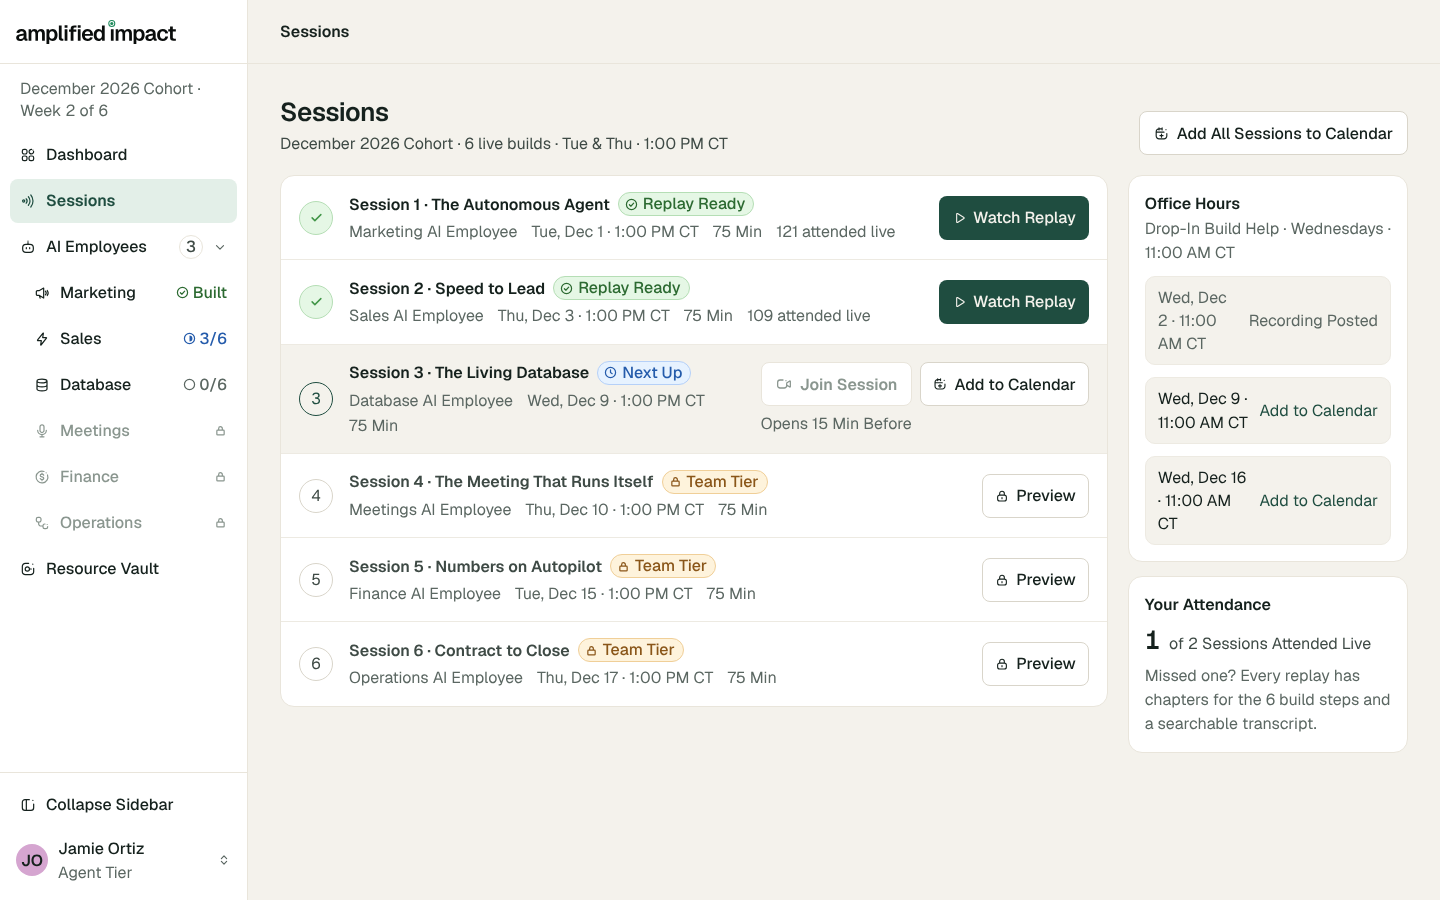 amplified impact
December 2026 Cohort ·
Week 2 of 6
Dashboard
Sessions
AI Employees 3
Marketing Built
Sales 3/6
Database 0/6
Meetings
Finance
Operations
Resource Vault
Collapse Sidebar
JO
Jamie Ortiz
Agent Tier
Sessions
Sessions
December 2026 Cohort · 6 live builds · Tue & Thu · 1:00 PM CT
Add All Sessions to Calendar
Session 1 · The Autonomous Agent Replay Ready
Marketing AI Employee Tue, Dec 1 · 1:00 PM CT 75 Min 121 attended live
Watch Replay
Session 2 · Speed to Lead Replay Ready
Sales AI Employee Thu, Dec 3 · 1:00 PM CT 75 Min 109 attended live
Watch Replay
3
Session 3 · The Living Database Next Up
Database AI Employee Wed, Dec 9 · 1:00 PM CT
75 Min
Join Session
Add to Calendar
Opens 15 Min Before
4
Session 4 · The Meeting That Runs Itself Team Tier
Meetings AI Employee Thu, Dec 10 · 1:00 PM CT 75 Min
Preview
5
Session 5 · Numbers on Autopilot Team Tier
Finance AI Employee Tue, Dec 15 · 1:00 PM CT 75 Min
Preview
6
Session 6 · Contract to Close Team Tier
Operations AI Employee Thu, Dec 17 · 1:00 PM CT 75 Min
Preview
Office Hours
Drop-In Build Help · Wednesdays ·
11:00 AM CT
Wed, Dec
2 · 11:00
AM CT
Recording Posted
Wed, Dec 9 ·
11:00 AM CT
Add to Calendar
Wed, Dec 16
· 11:00 AM
CT
Add to Calendar
Your Attendance
1 of 2 Sessions Attended Live
Missed one? Every replay has
chapters for the 6 build steps and
a searchable transcript.